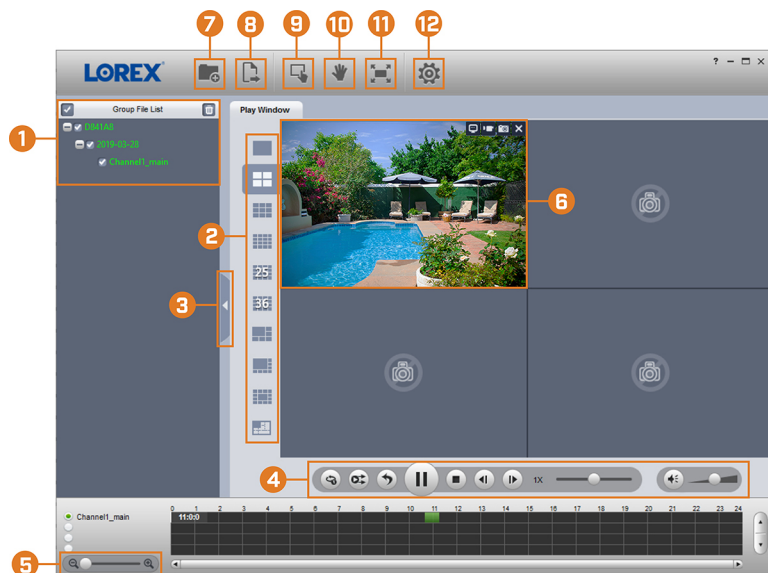 7 8 9 10 11 12
LOREX
? – □ ×
1
Group File List
Play Window
D841A8
2019-03-28
Channel1_main
2
25
36
3
6
4
1X
0 1 2 3 4 5 6 7 8 9 10 11 12 13 14 15 16 17 18 19 20 21 22 23 24
Channel1_main
11:0:0
5